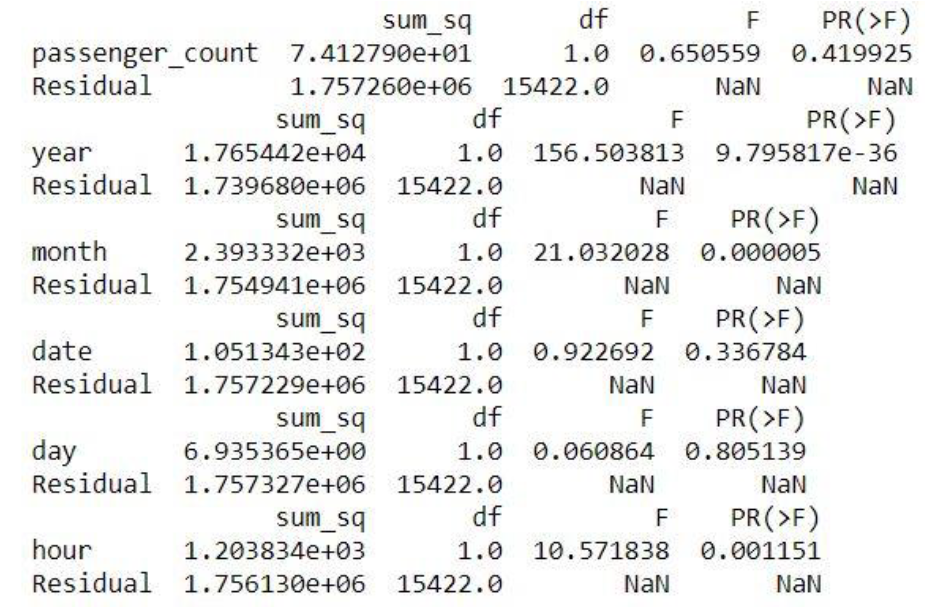 sum_sq df F PR(>F)
passenger_count 7.412790e+01 1.0 0.650559 0.419925
Residual 1.757260e+06 15422.0 NaN NaN
sum_sq df F PR(>F)
year 1.765442e+04 1.0 156.503813 9.795817e-36
Residual 1.739680e+06 15422.0 NaN NaN
sum_sq df F PR(>F)
month 2.393332e+03 1.0 21.032028 0.000005
Residual 1.754941e+06 15422.0 NaN NaN
sum_sq df F PR(>F)
date 1.051343e+02 1.0 0.922692 0.336784
Residual 1.757229e+06 15422.0 NaN NaN
sum_sq df F PR(>F)
day 6.935365e+00 1.0 0.060864 0.805139
Residual 1.757327e+06 15422.0 NaN NaN
sum_sq df F PR(>F)
hour 1.203834e+03 1.0 10.571838 0.001151
Residual 1.756130e+06 15422.0 NaN NaN